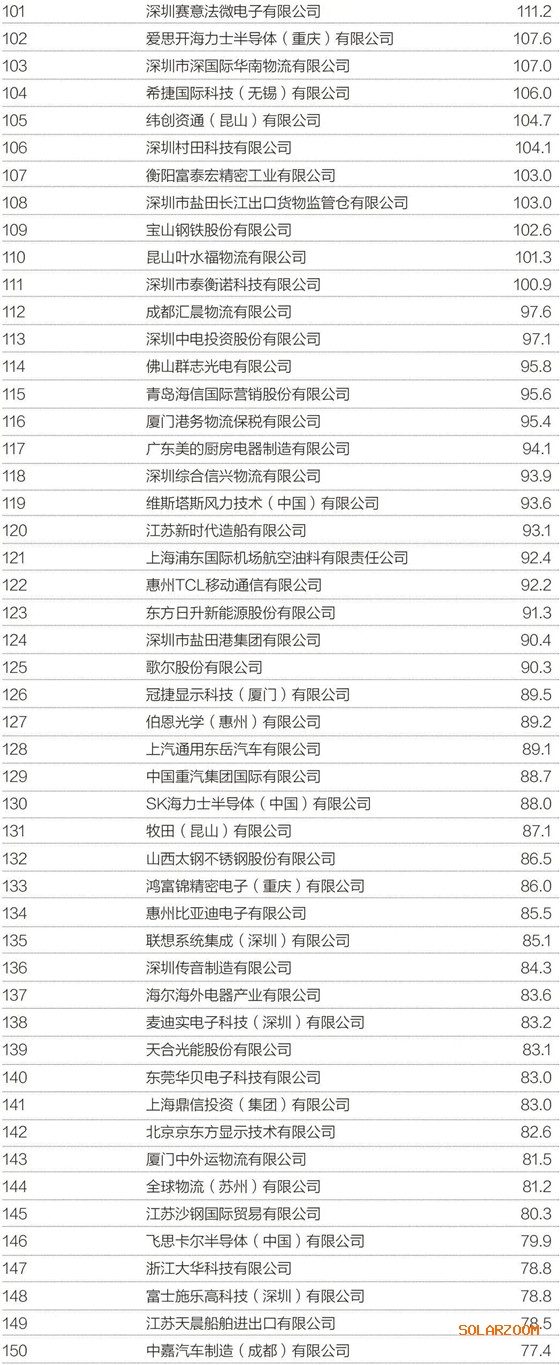 101 深圳赛意法微电子有限公司 111.2
102 爱思开海力士半导体（重庆）有限公司 107.6
103 深圳市深国际华南物流有限公司 107.0
104 希捷国际科技（无锡）有限公司 106.0
105 纬创资通（昆山）有限公司 104.7
106 深圳村田科技有限公司 104.1
107 衡阳富泰宏精密工业有限公司 103.0
108 深圳市盐田长江出口货物监管仓有限公司 103.0
109 宝山钢铁股份有限公司 102.6
110 昆山叶水福物流有限公司 101.3
111 深圳市泰衡诺科技有限公司 100.9
112 成都汇晨物流有限公司 97.6
113 深圳中电投资股份有限公司 97.1
114 佛山群志光电有限公司 95.8
115 青岛海信国际营销股份有限公司 95.6
116 厦门港务物流保税有限公司 95.4
117 广东美的厨房电器制造有限公司 94.1
118 深圳综合信兴物流有限公司 93.9
119 维斯塔斯风力技术（中国）有限公司 93.6
120 江苏新时代造船有限公司 93.1
121 上海浦东国际机场航空油料有限责任公司 92.4
122 惠州TCL移动通信有限公司 92.2
123 东方日升新能源股份有限公司 91.3
124 深圳市盐田港集团有限公司 90.4
125 歌尔股份有限公司 90.3
126 冠捷显示科技（厦门）有限公司 89.5
127 伯恩光学（惠州）有限公司 89.2
128 上汽通用东岳汽车有限公司 89.1
129 中国重汽集团国际有限公司 88.7
130 SK海力士半导体（中国）有限公司 88.0
131 牧田（昆山）有限公司 87.1
132 山西太钢不锈钢股份有限公司 86.5
133 鸿富锦精密电子（重庆）有限公司 86.0
134 惠州比亚迪电子有限公司 85.5
135 联想系统集成（深圳）有限公司 85.1
136 深圳传音制造有限公司 84.3
137 海尔海外电器产业有限公司 83.6
138 麦迪实电子科技（深圳）有限公司 83.2
139 天合光能股份有限公司 83.1
140 东莞华贝电子科技有限公司 83.0
141 上海鼎信投资（集团）有限公司 83.0
142 北京京东方显示技术有限公司 82.6
143 厦门中外运物流有限公司 81.5
144 全球物流（苏州）有限公司 81.2
145 江苏沙钢国际贸易有限公司 80.3
146 飞思卡尔半导体（中国）有限公司 79.9
147 浙江大华科技有限公司 78.8
148 富士施乐高科技（深圳）有限公司 78.8
149 江苏天晨船舶进出口有限公司 78.5
SOLARZOOM
150 中嘉汽车制造（成都）有限公司 77.4